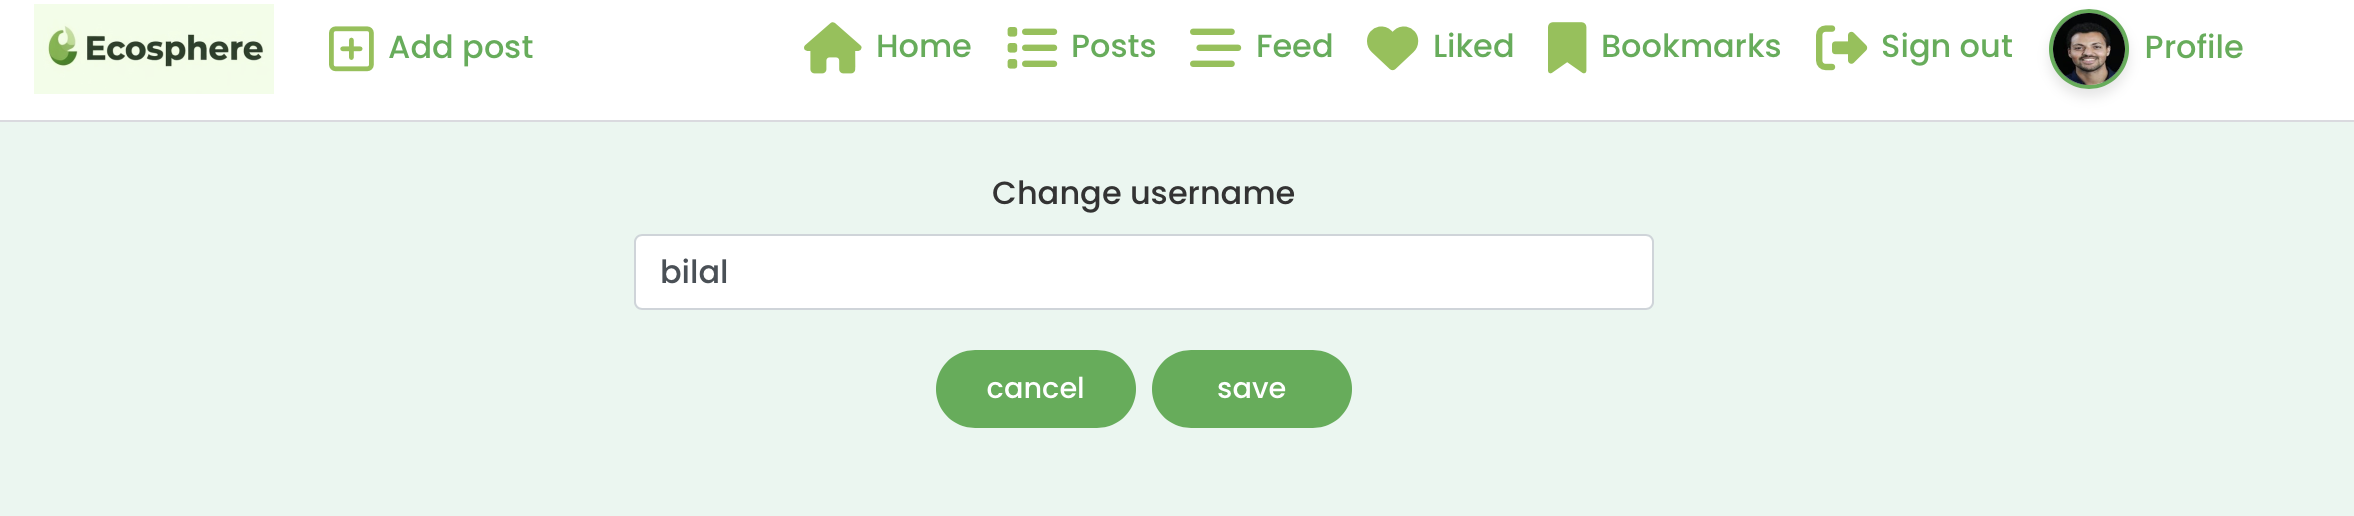 Ecosphere Add post Home Posts Feed Liked Bookmarks Sign out Profile
Change username
bilal
cancel save